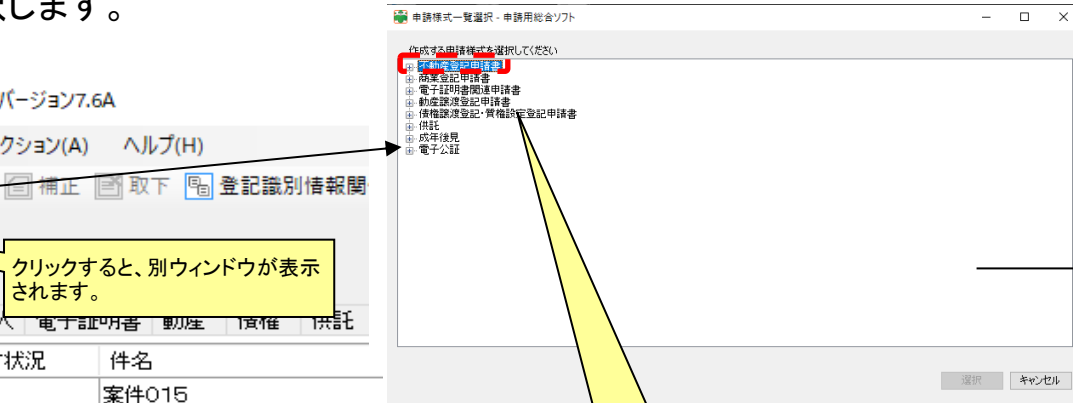 します。
バージョン7.6A
クション(A) ヘルプ(H)
補正 取下 登記識別情報関
クリックすると、別ウィンドウが表示
されます。
電子証明書 動産 債権 供託
状況 件名
案件015
申請様式一覧選択 - 申請用総合ソフト
作成する申請様式を選択してください
不動産登記申請書
商業登記申請書
電子証明書関連申請書
動産譲渡登記申請書
債権譲渡登記・質権設定登記申請書
供託
成年後見
電子公証
選択 キャンセル